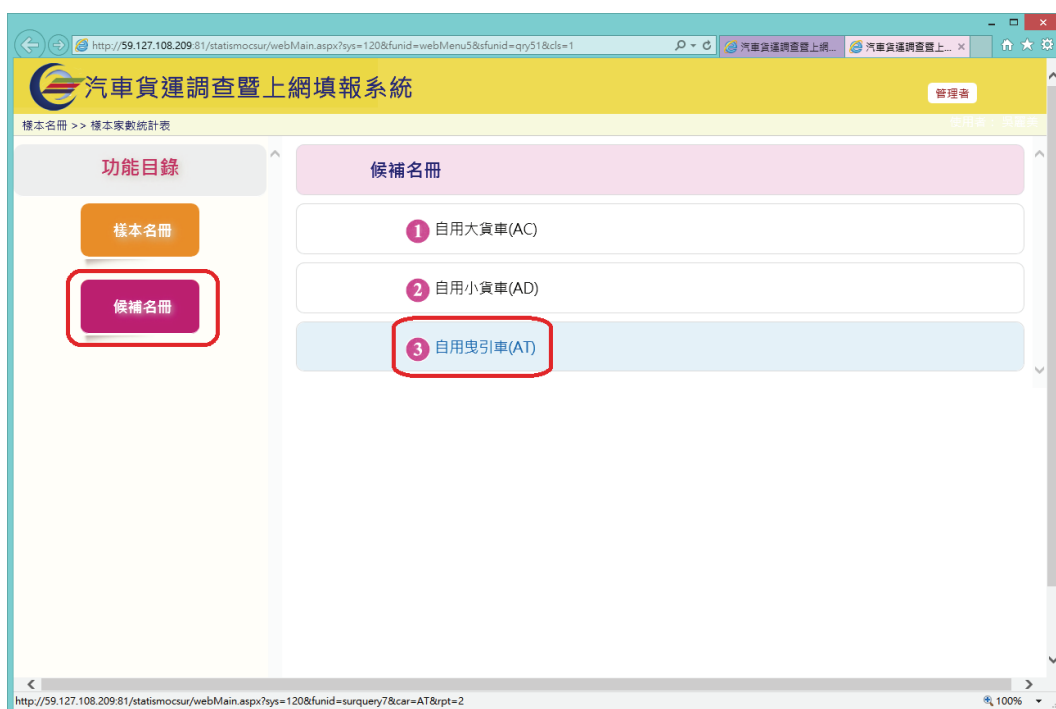 http://59.127.108.209:81/statismocsur/webMain.aspx?sys=120&funid=webMenu5&sfunid=qry51&cls=1
汽車貨運調查暨上網...
汽車貨運調查暨上...
汽車貨運調查暨上網填報系統
管理者
樣本名冊 >> 樣本家數統計表
功能目錄
候補名冊
樣本名冊
1 自用大貨車(AC)
2 自用小貨車(AD)
候補名冊
3 自用曳引車(AT)
http://59.127.108.209:81/statismocsur/webMain.aspx?sys=120&funid=surquery7&car=AT&rpt=2
100%